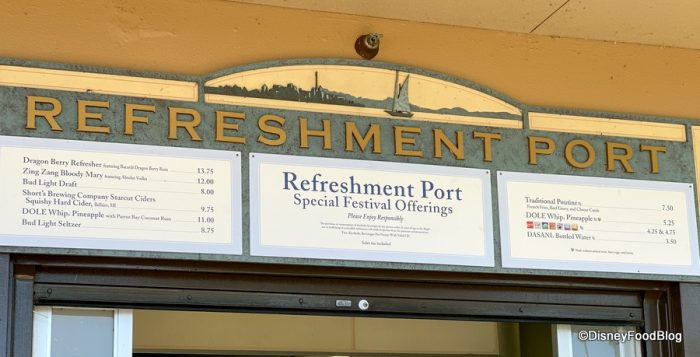 REFRESHMENT PORT
Dragon Berry Refresher featuring Bacardi Dragon Berry Rum 13.75
Zing Zang Bloody Mary featuring Absolut Vodka 12.00
Bud Light Draft 8.00
Short's Brewing Company Starcut Ciders
Squishy Hard Cider, Bellaire, MI 9.75
DOLE Whip, Pineapple with Parrot Bay Coconut Rum 11.00
Bud Light Seltzer 8.75
Refreshment Port
Special Festival Offerings
Please Enjoy Responsibly
Traditional Poutine 7.50
French Fries, Beef Gravy, and Cheese Curds
DOLE Whip, Pineapple 5.25
4.25 & 4.75
DASANI Bottled Water 3.50
©DisneyFoodBlog